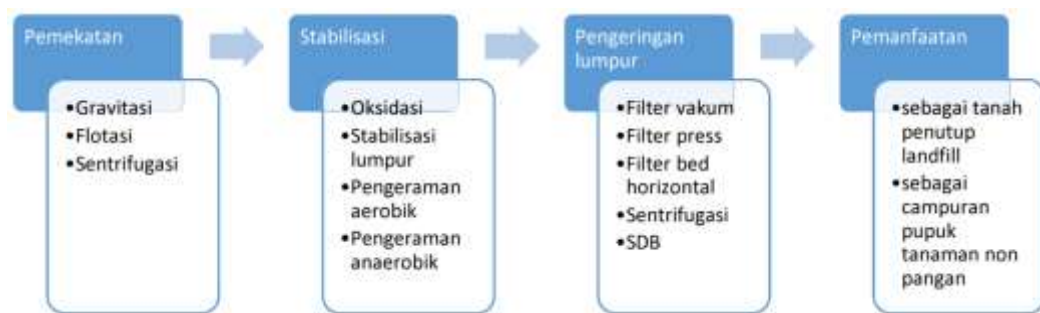 Pemekatan
•Gravitasi
•Flotasi
•Sentrifugasi
Stabilisasi
•Oksidasi
•Stabilisasi
lumpur
•Pengeraman
aerobik
•Pengeraman
anaerobik
Pengeringan
lumpur
•Filter vakum
•Filter press
•Filter bed
horizontal
•Sentrifugasi
•SDB
Pemanfaatan
•sebagai tanah
penutup
landfill
•sebagai
campuran
pupuk
tanaman non
pangan